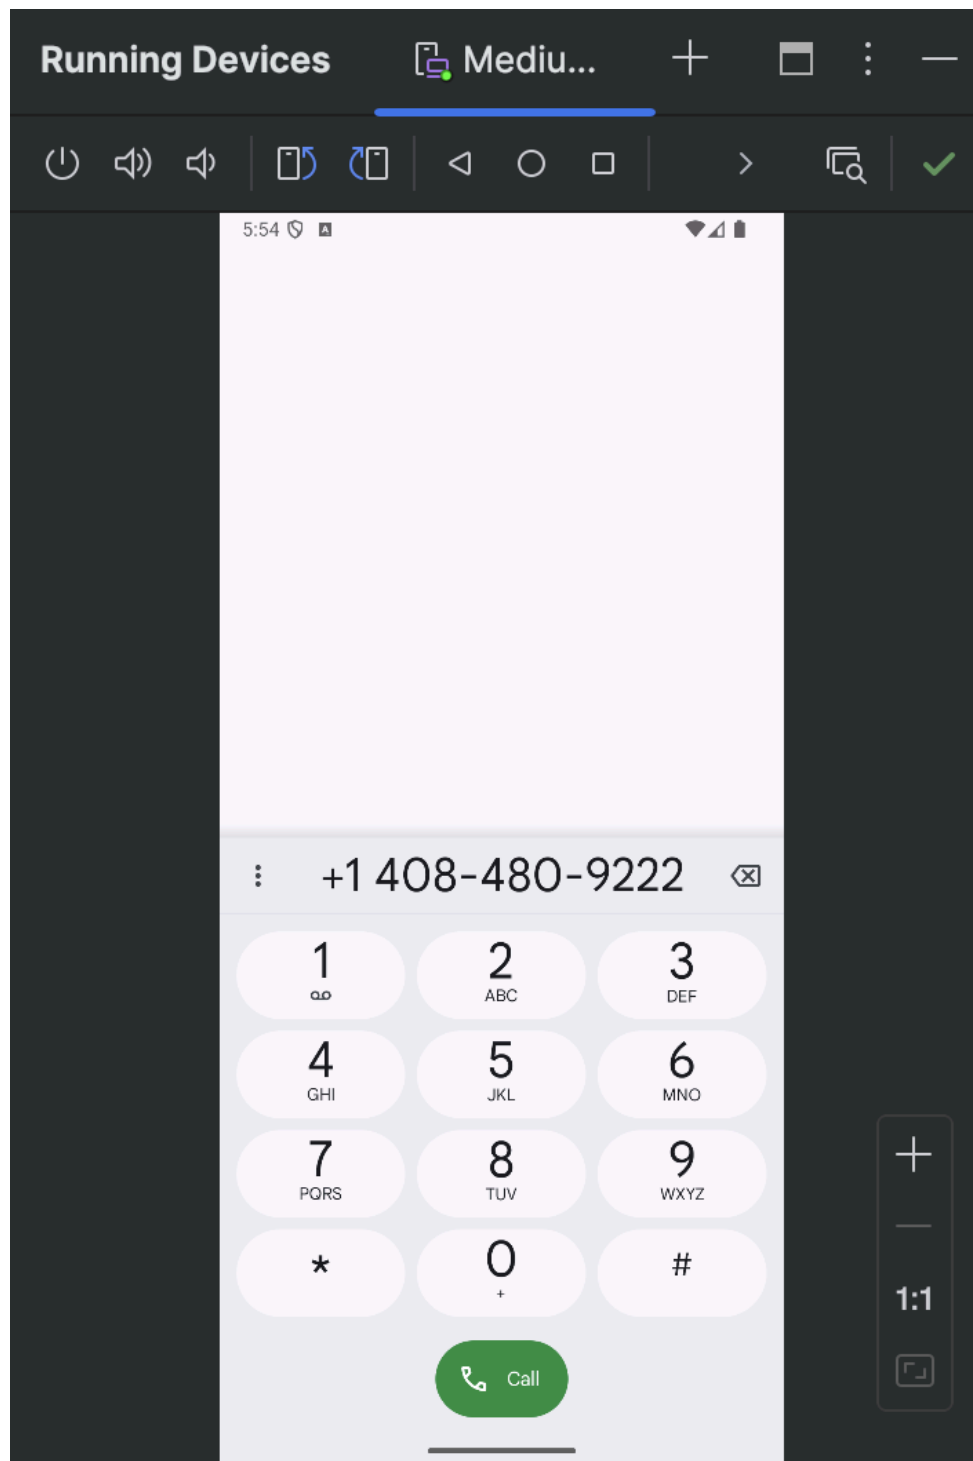 Running Devices Mediu...
5:54
+1 408-480-9222
1 2 3
ABC DEF
4 5 6
GHI JKL MNO
7 8 9
PQRS TUV WXYZ
* 0 #
+
1:1
Call